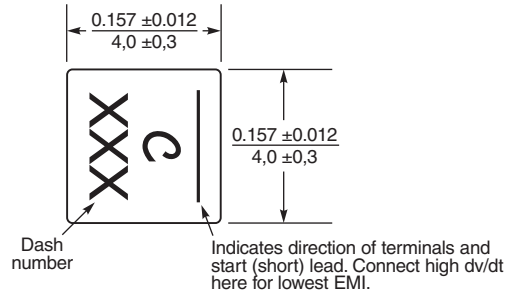 0.157 ±0.012
4,0 ±0,3
XXX
C
0.157 ±0.012
4,0 ±0,3
Dash
number
Indicates direction of terminals and
start (short) lead. Connect high dv/dt
here for lowest EMI.